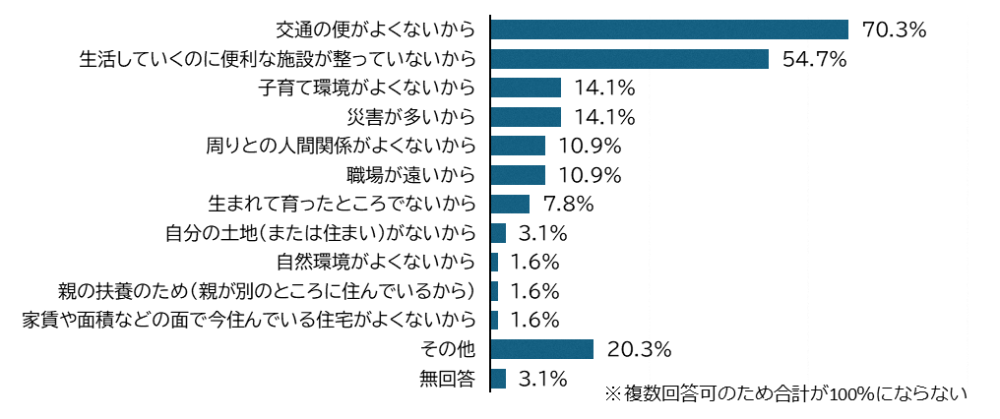 交通の便がよくないから 70.3%
生活していくのに便利な施設が整っていないから 54.7%
子育て環境がよくないから 14.1%
災害が多いから 14.1%
周りとの人間関係がよくないから 10.9%
職場が遠いから 10.9%
生まれて育ったところでないから 7.8%
自分の土地(または住まい)がないから 3.1%
自然環境がよくないから 1.6%
親の扶養のため(親が別のところに住んでいるから) 1.6%
家賃や面積などの面で今住んでいる住宅がよくないから 1.6%
その他 20.3%
無回答 3.1%
※複数回答可のため合計が100%にならない